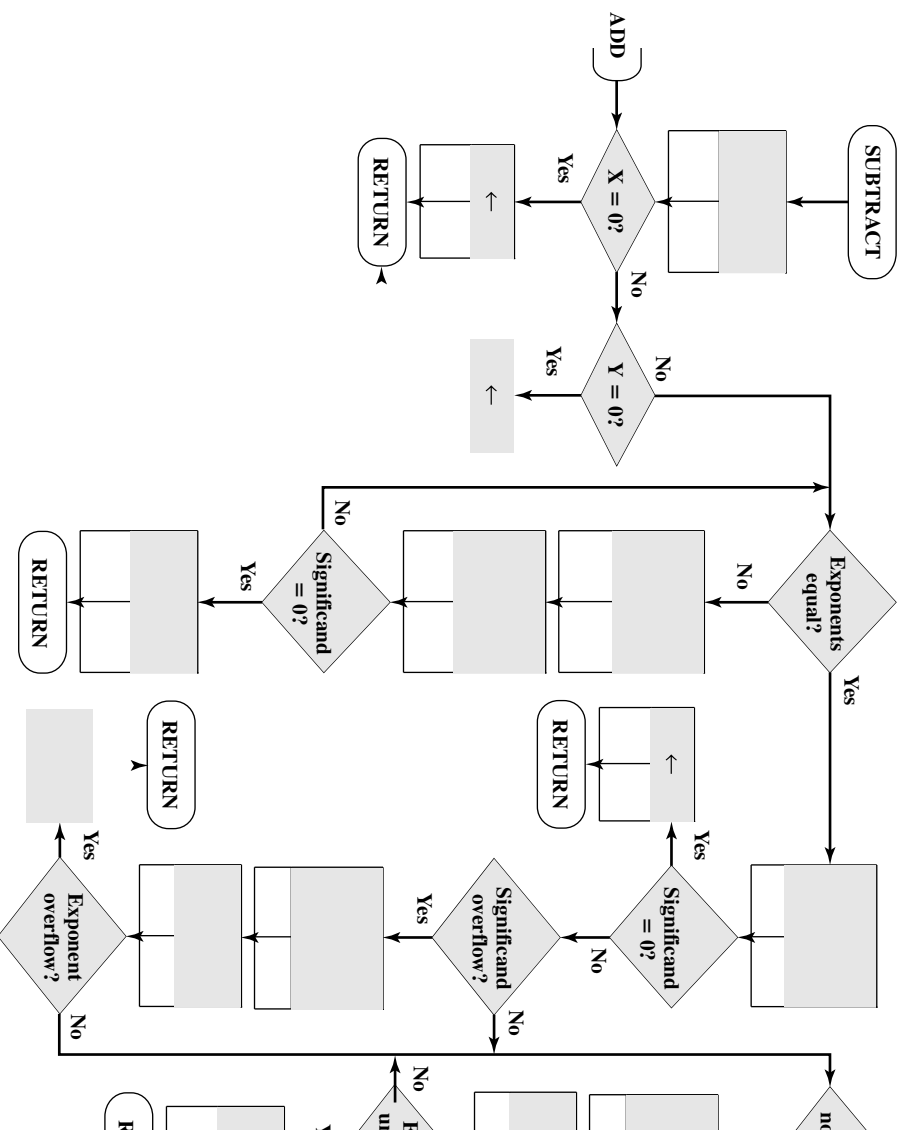 SUBTRACT
ADD
X = 0?
Yes
←
RETURN
No
Y = 0?
No
Yes
←
Exponents
equal?
No
Yes
Significand
= 0?
No
Yes
RETURN
Significand
= 0?
Yes
←
RETURN
No
Significand
overflow?
Yes
No
Exponent
overflow?
Yes
RETURN
No
No